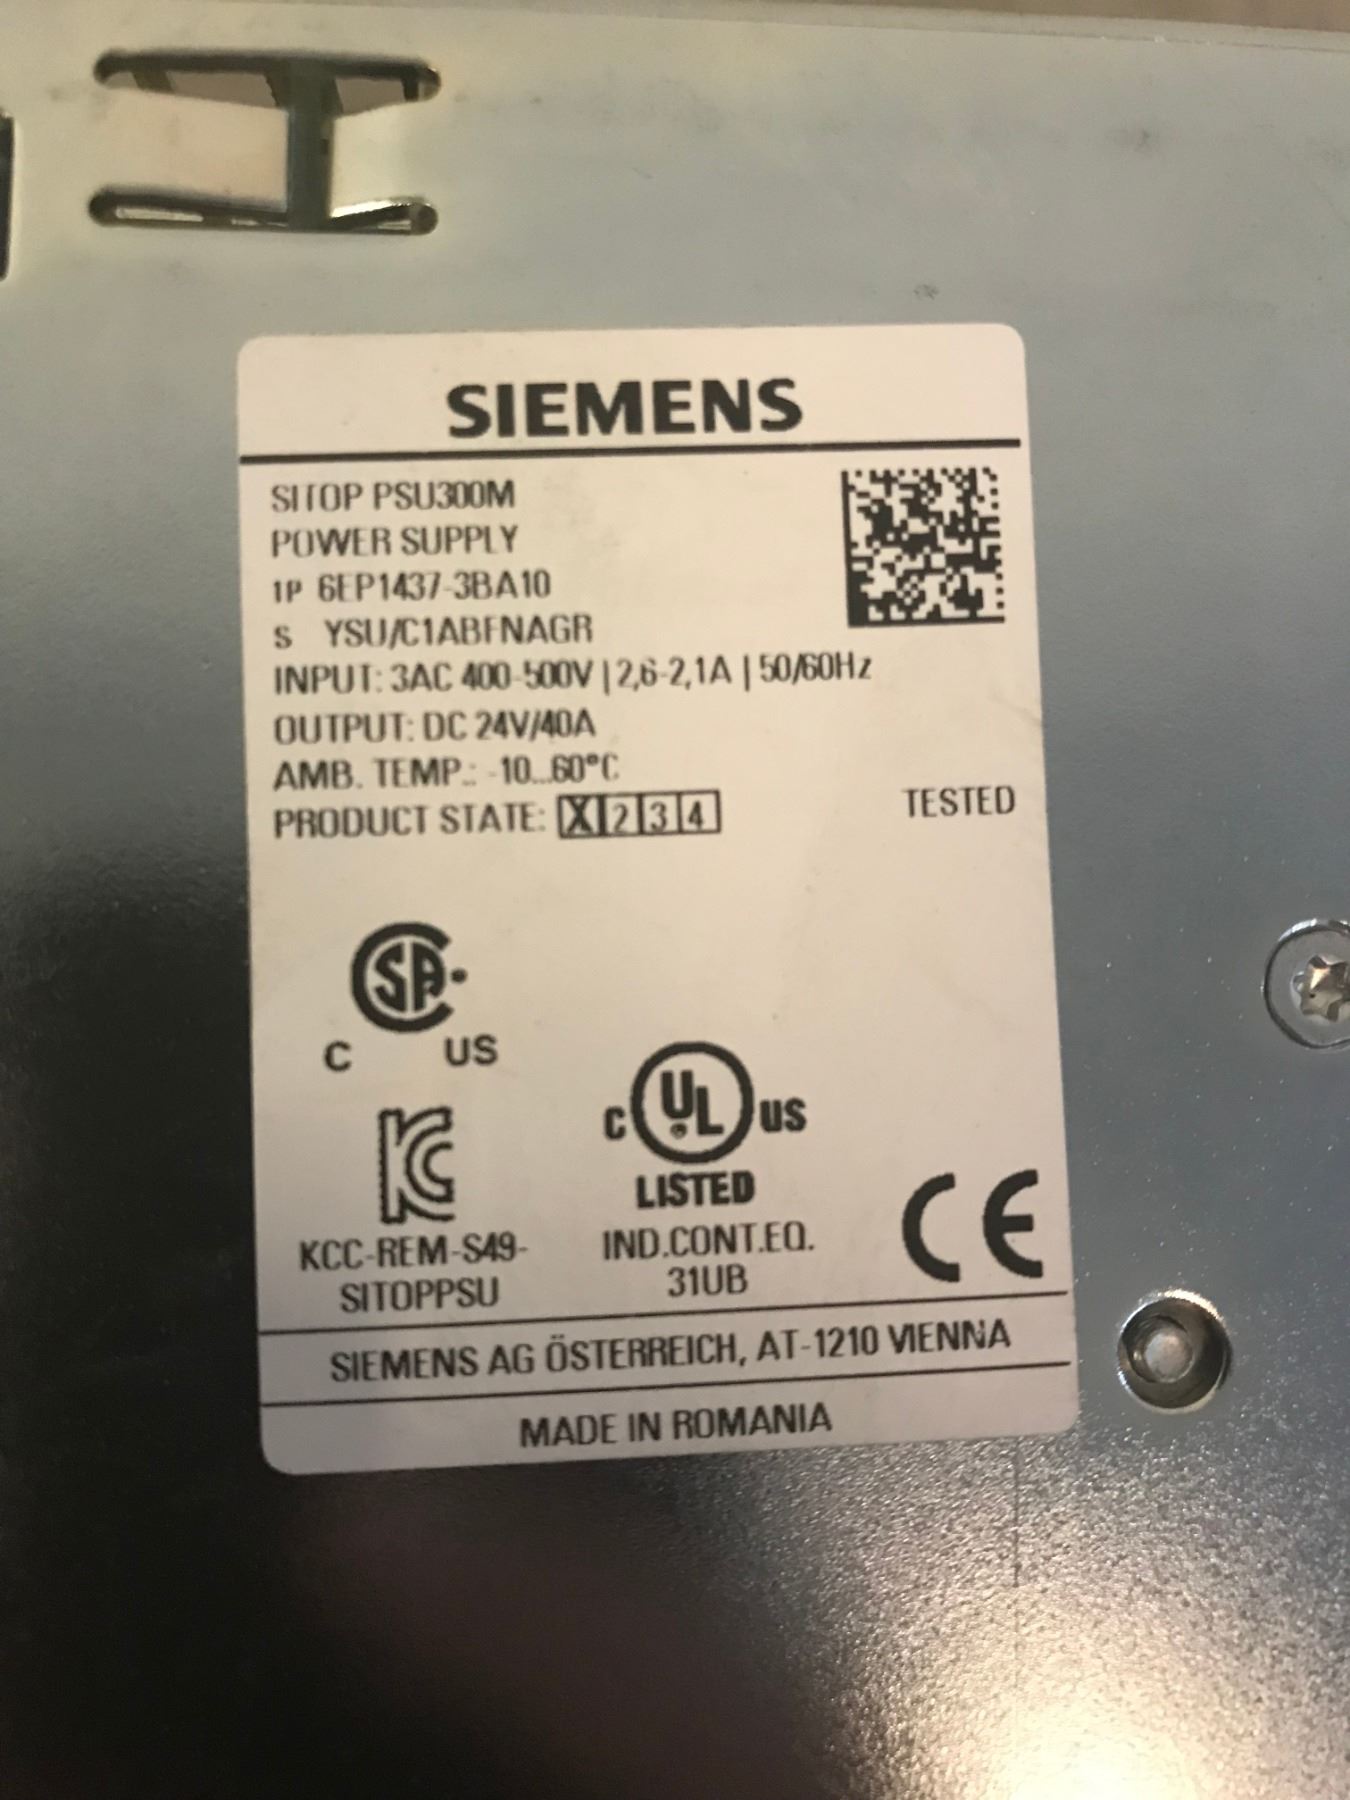 SIEMENS
SITOP PSU300M
POWER SUPPLY
1P 6EP1437-3BA10
S YSU/C1ABFNAGR
INPUT: 3AC 400-500V | 2,6-2,1A | 50/60Hz
OUTPUT: DC 24V/40A
AMB. TEMP.: -10...60°C
PRODUCT STATE: X 2 3 4
TESTED
SA
C US
C UL US
LISTED
KC
KCC-REM-S49-
SITOPPSU
IND.CONT.EQ.
31UB
CE
SIEMENS AG ÖSTERREICH, AT-1210 VIENNA
MADE IN ROMANIA